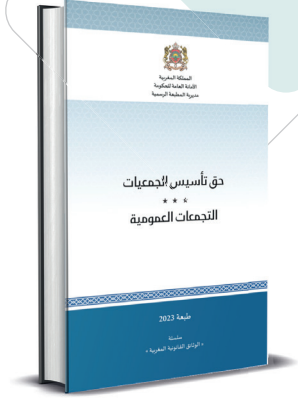 المملكة المغربية
الأمانة العامة للحكومة
مديرية المطبعة الرسمية
حق تأسيس الجمعيات
* * *
التجمعات العمومية
طبعة 2023
سلسلة
« الوثائق القانونية المغربية »